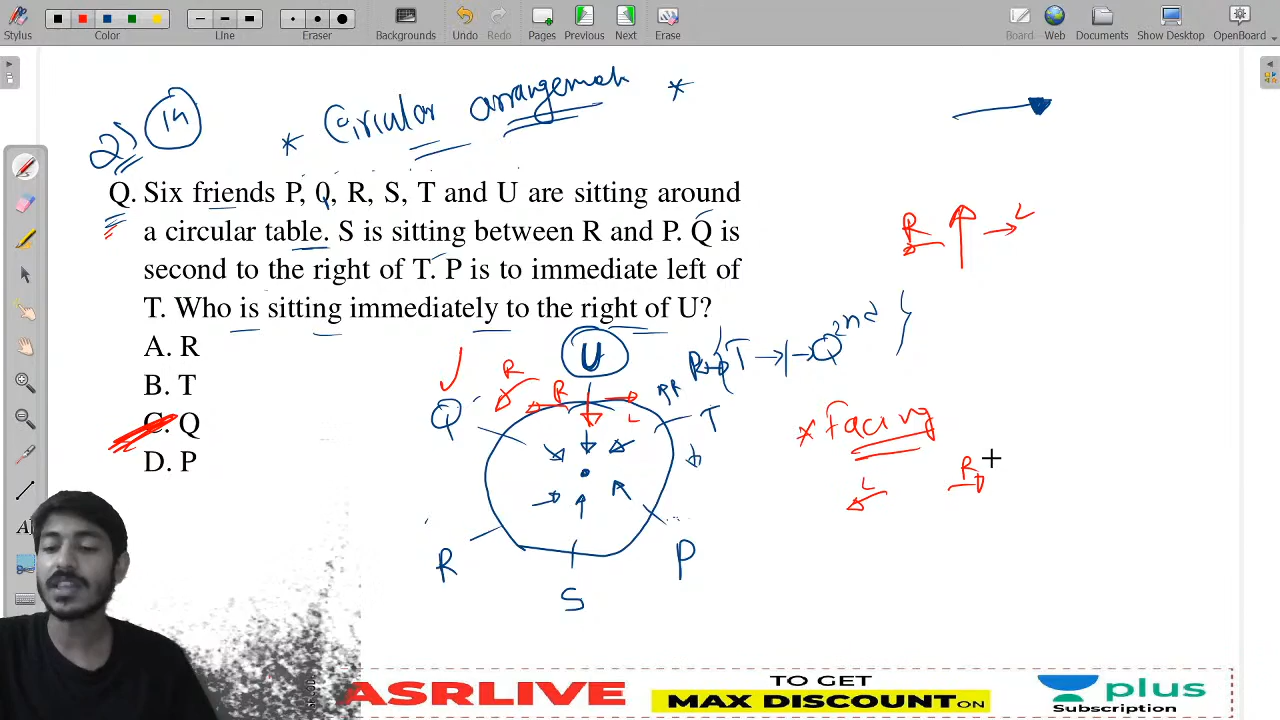 Stylus
Color
Line
Eraser
Backgrounds
Undo
Redo
Pages
Previous
Next
Erase
Board
Web
Documents
Show Desktop
OpenBoard
2)
14
* Circular arrangemet *
Q. Six friends P, Q, R, S, T and U are sitting around
a circular table. S is sitting between R and P. Q is
second to the right of T. P is to immediate left of
T. Who is sitting immediately to the right of U?
A. R
B. T
C. Q
D. P
R L
U
T Q 2nd
R R L
Q T
* Facing
L R
R P
S
ASRLIVE
TO GET
MAX DISCOUNT ON
plus
Subscription